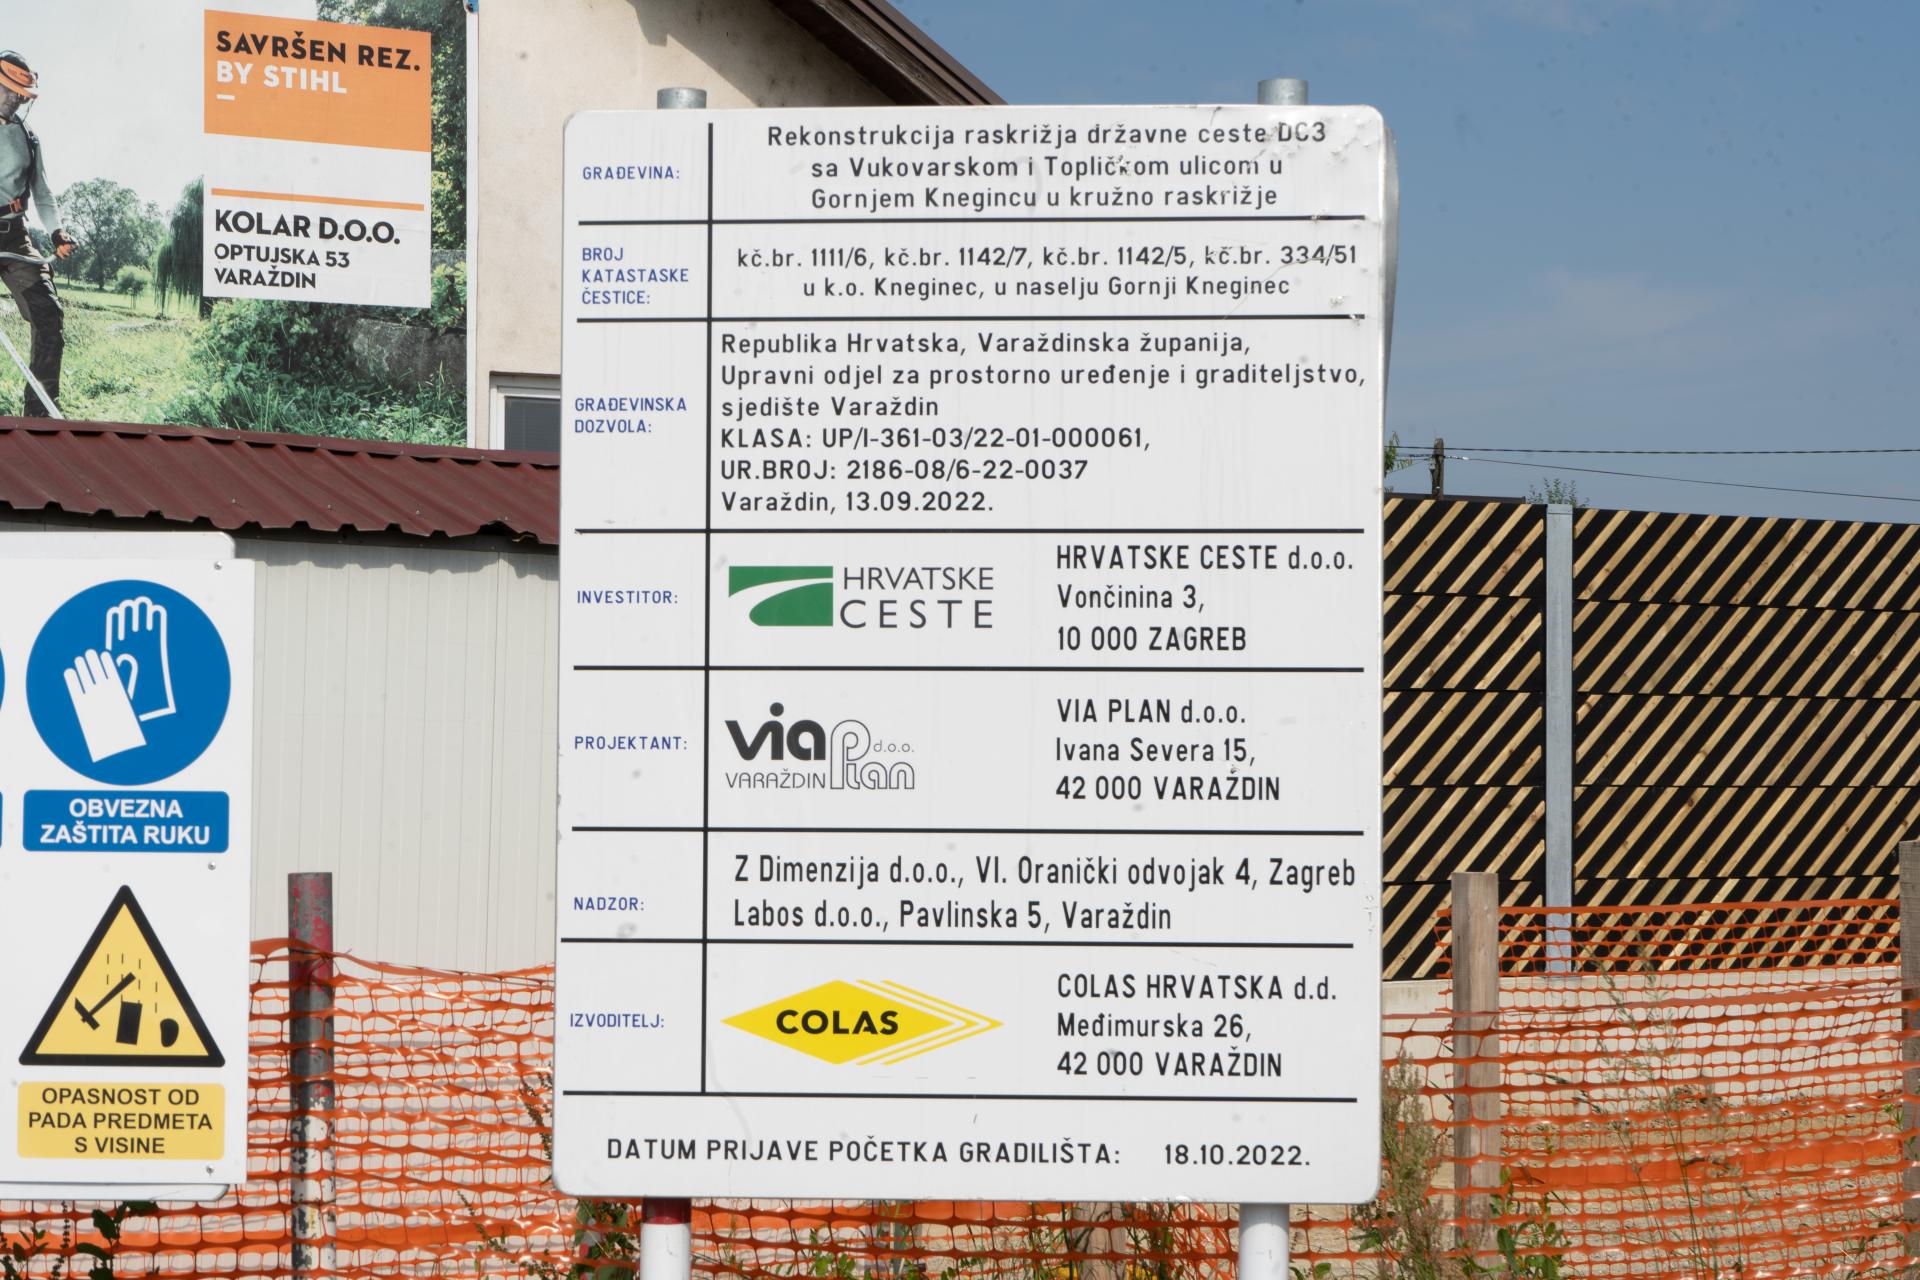 SAVRŠEN REZ.
BY STIHL
KOLAR D.O.O.
OPTUJSKA 53
VARAŽDIN
OBVEZNA
ZAŠTITA RUKU
OPASNOST OD
PADA PREDMETA
S VISINE
GRAĐEVINA:
Rekonstrukcija raskrižja državne ceste DC3
sa Vukovarskom i Topličkom ulicom u
Gornjem Knegincu u kružno raskrižje
BROJ
KATASTASKE
ČESTICE:
kč.br. 1111/6, kč.br. 1142/7, kč.br. 1142/5, kč.br. 334/51
u k.o. Kneginec, u naselju Gornji Kneginec
GRAĐEVINSKA
DOZVOLA:
Republika Hrvatska, Varaždinska županija,
Upravni odjel za prostorno uređenje i graditeljstvo,
sjedište Varaždin
KLASA: UP/I-361-03/22-01-000061,
UR.BROJ: 2186-08/6-22-0037
Varaždin, 13.09.2022.
INVESTITOR:
HRVATSKE
CESTE
HRVATSKE CESTE d.o.o.
Vončinina 3,
10 000 ZAGREB
PROJEKTANT:
via Plan d.o.o.
VARAŽDIN
VIA PLAN d.o.o.
Ivana Severa 15,
42 000 VARAŽDIN
NADZOR:
Z Dimenzija d.o.o., VI. Oranički odvojak 4, Zagreb
Labos d.o.o., Pavlinska 5, Varaždin
IZVODITELJ:
COLAS
COLAS HRVATSKA d.d.
Međimurska 26,
42 000 VARAŽDIN
DATUM PRIJAVE POČETKA GRADILIŠTA: 18.10.2022.